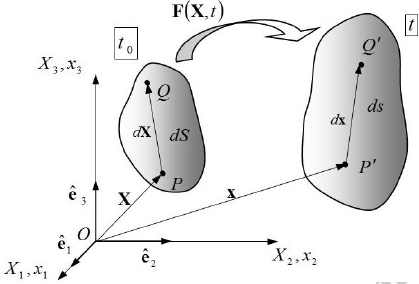 F(X,t)
t₀
t
X₃, x₃
Q
Q′
dX
dS
dx
ds
P
P′
ê₃
X
x
O
ê₁
ê₂
X₁, x₁
X₂, x₂